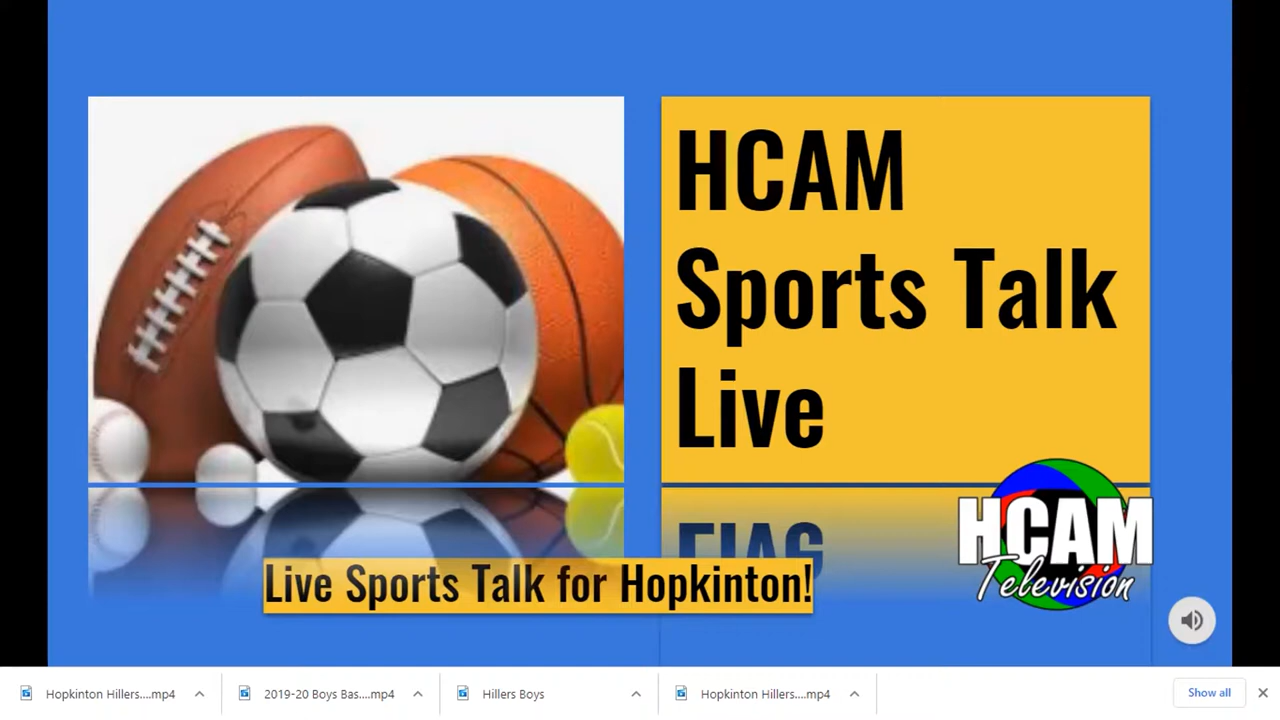 HCAM
Sports Talk
Live
HCAM
Television
Live Sports Talk for Hopkinton!
Hopkinton Hillers....mp4
2019-20 Boys Bas....mp4
Hillers Boys
Hopkinton Hillers....mp4
Show all